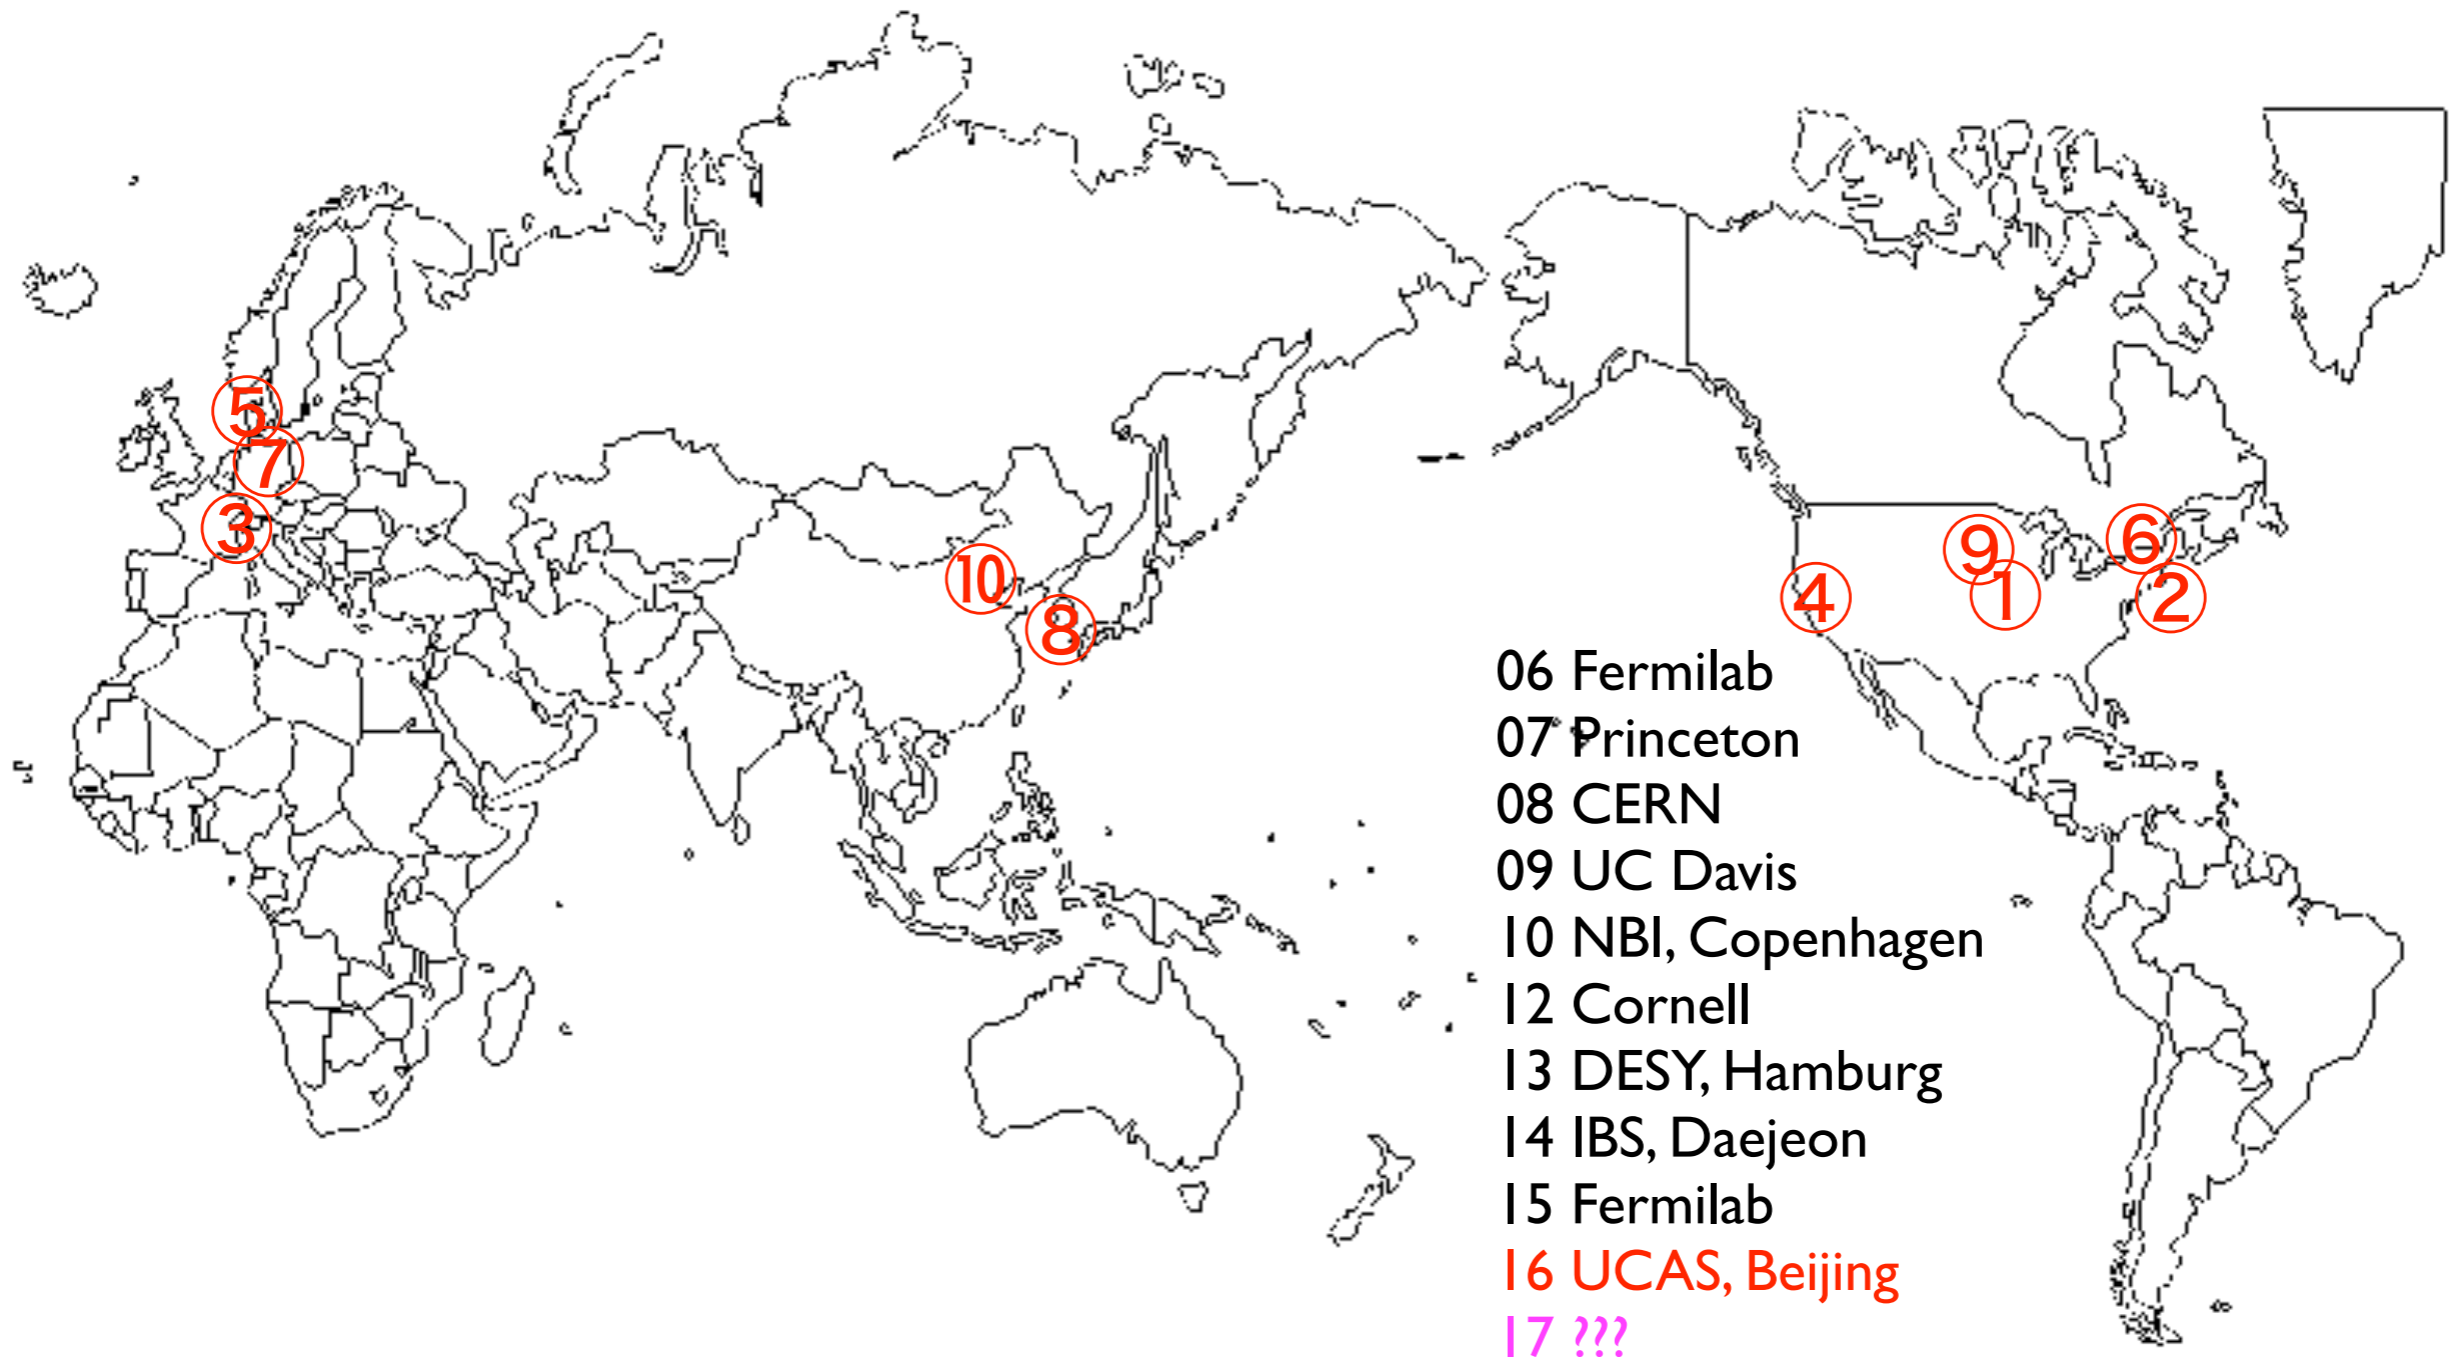 ⑤
⑦
③
⑩
⑧
④
⑨
①
⑥
②
06 Fermilab
07 Princeton
08 CERN
09 UC Davis
10 NBI, Copenhagen
12 Cornell
13 DESY, Hamburg
14 IBS, Daejeon
15 Fermilab
16 UCAS, Beijing
17 ???